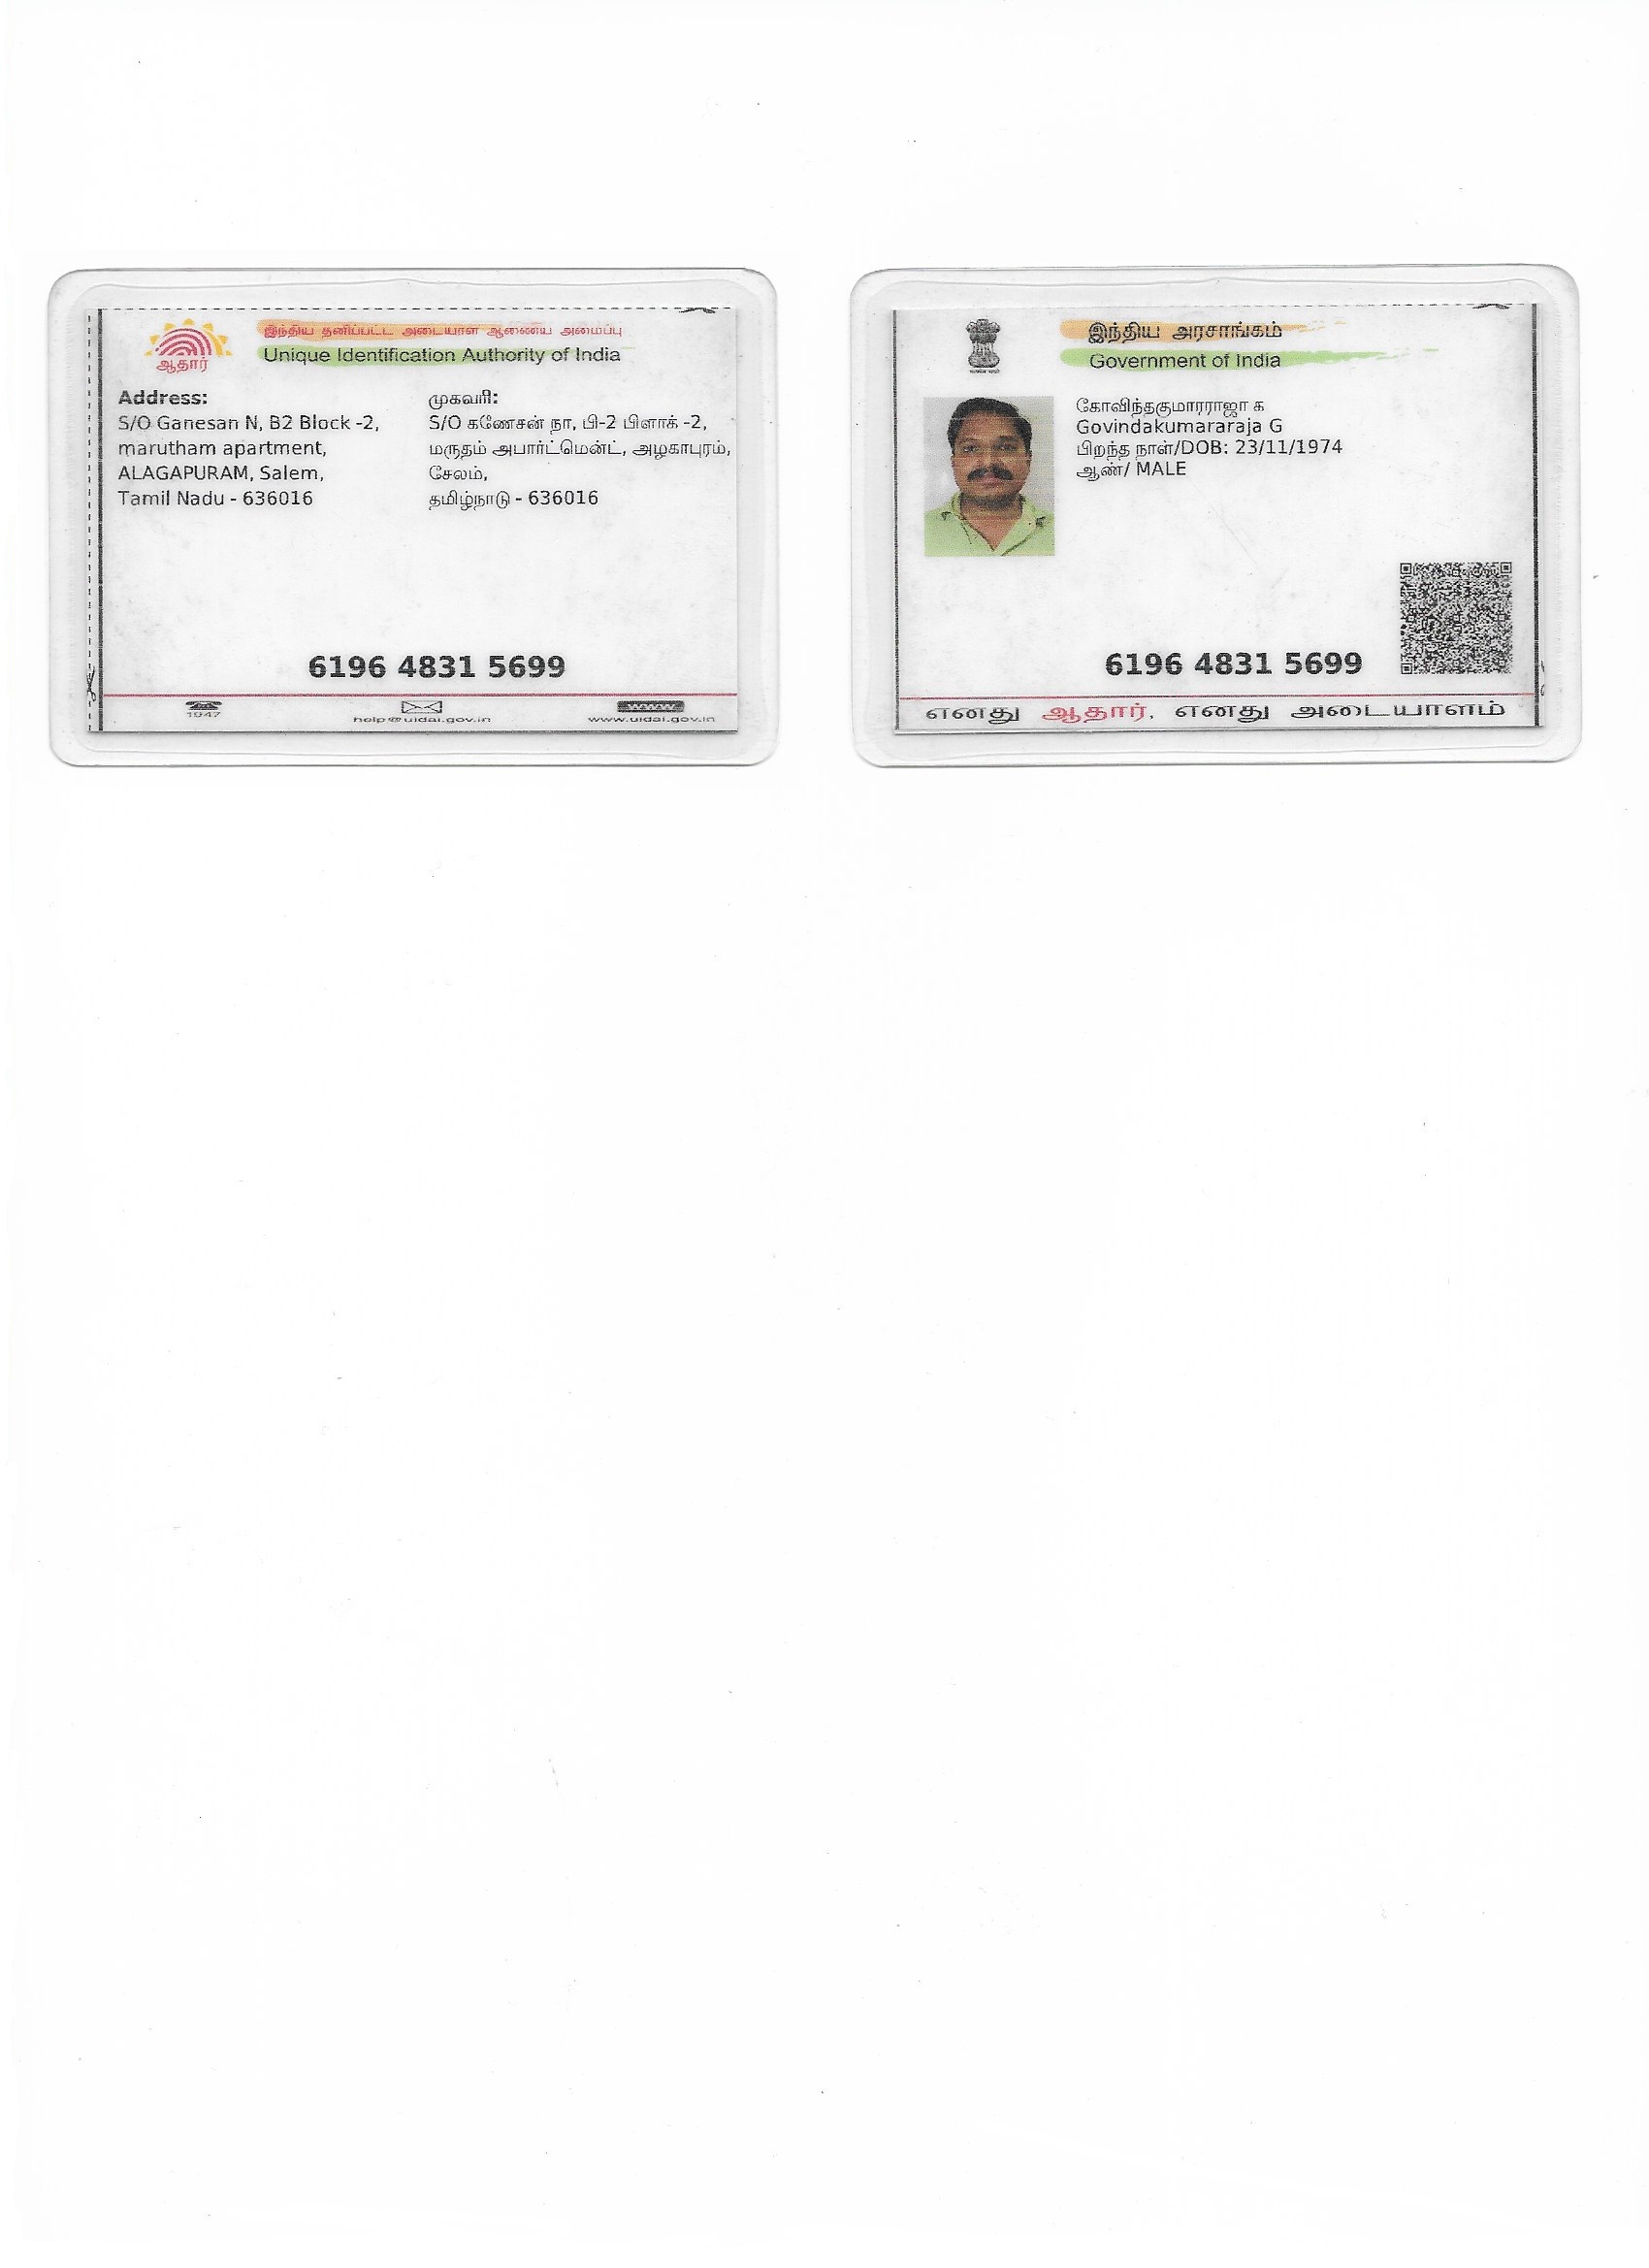 இந்திய தனிப்பட்ட அடையாள ஆணைய அமைப்பு
Unique Identification Authority of India
ஆதார்
Address:
S/O Ganesan N, B2 Block -2,
marutham apartment,
ALAGAPURAM, Salem,
Tamil Nadu - 636016
முகவரி:
S/O கணேசன் நா, பி-2 பிளாக் -2,
மருதம் அபார்ட்மென்ட், அழகாபுரம்,
சேலம்,
தமிழ்நாடு - 636016
6196 4831 5699
1947
help@uidai.gov.in
www
www.uidai.gov.in
இந்திய அரசாங்கம்
Government of India
கோவிந்தகுமாரராஜா க
Govindakumararaja G
பிறந்த நாள்/DOB: 23/11/1974
ஆண்/ MALE
6196 4831 5699
எனது ஆதார், எனது அடையாளம்